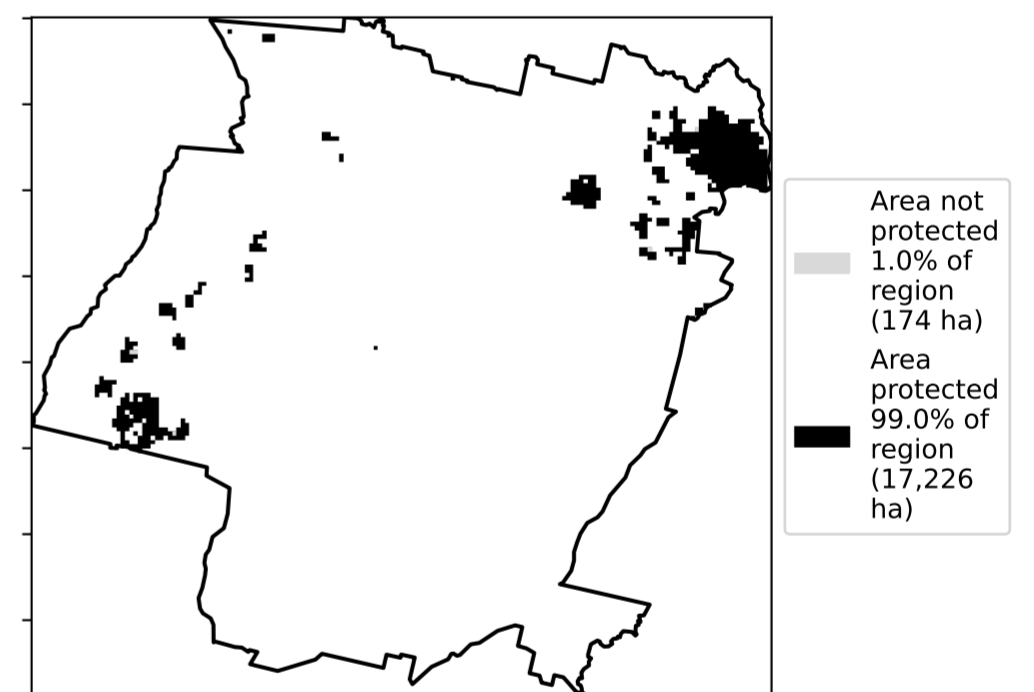 Area not
protected
1.0% of
region
(174 ha)
Area
protected
99.0% of
region
(17,226
ha)